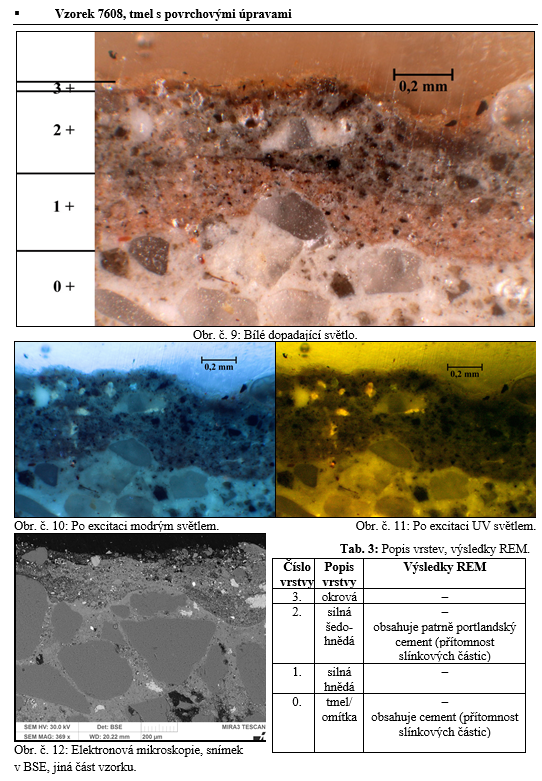 ▪ Vzorek 7608, tmel s povrchovými úpravami
3 +
2 +
1 +
0 +
0,2 mm
Obr. č. 9: Bílé dopadající světlo.
0,2 mm
0,2 mm
Obr. č. 10: Po excitaci modrým světlem.
Obr. č. 11: Po excitaci UV světlem.
SEM HV: 30.0 kV
Det: BSE
MIRA3 TESCAN
SEM MAG: 369 x
WD: 20.22 mm
200 µm
Obr. č. 12: Elektronová mikroskopie, snímek
v BSE, jiná část vzorku.
Tab. 3: Popis vrstev, výsledky REM.
Číslo vrstvy
Popis vrstvy
Výsledky REM
3.
okrová
–
2.
silná
šedo-
hnědá
–
obsahuje patrně portlandský
cement (přítomnost
slínkových částic)
1.
silná
hnědá
–
0.
tmel/
omítka
–
obsahuje cement (přítomnost
slínkových částic)